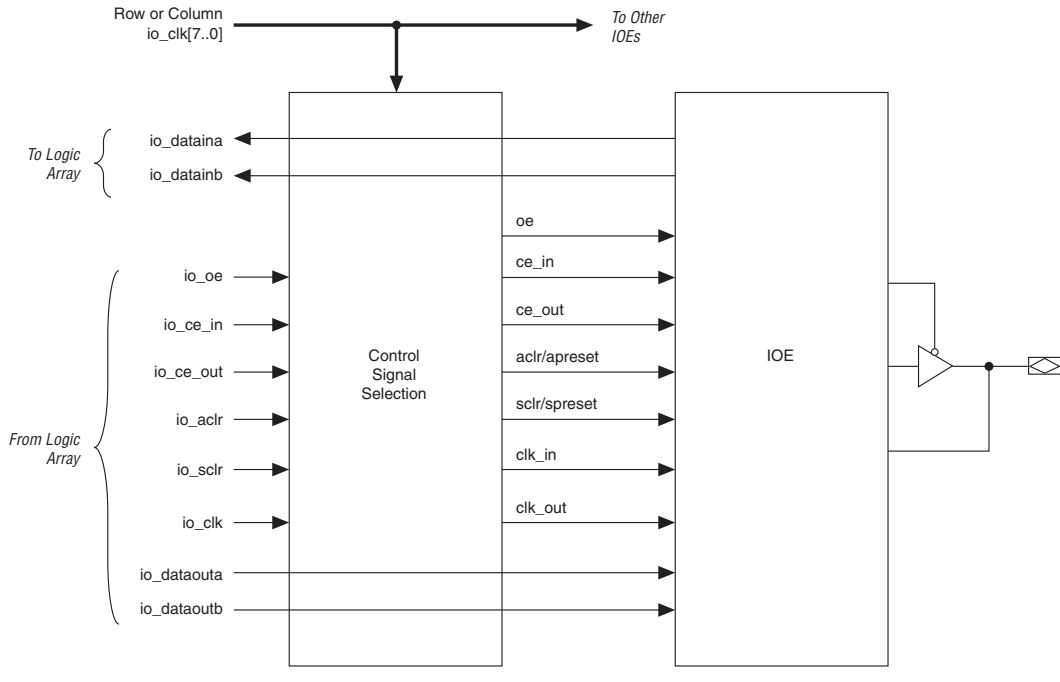 Row or Column
io_clk[7..0]
To Other
IOEs
To Logic
Array
io_dataina
io_datainb
oe
ce_in
ce_out
aclr/apreset
sclr/spreset
clk_in
clk_out
From Logic
Array
io_oe
io_ce_in
io_ce_out
io_aclr
io_sclr
io_clk
io_dataouta
io_dataoutb
Control
Signal
Selection
IOE